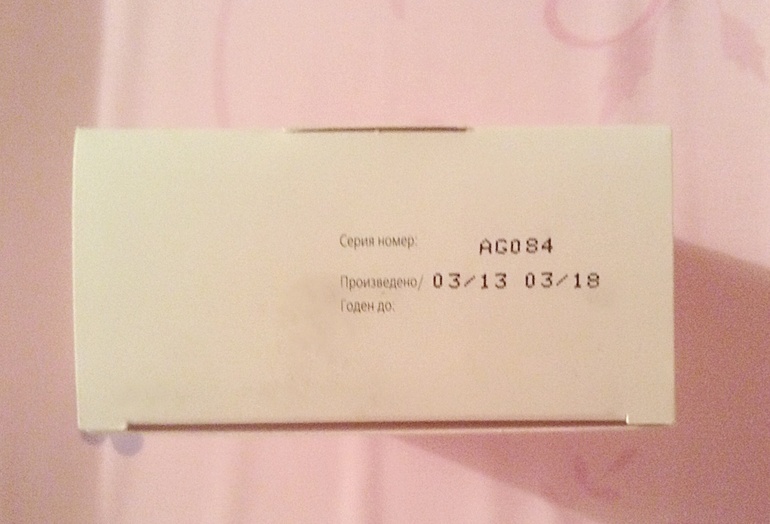 Серия номер: AG084
Произведено/ 03/13 03/18
Годен до: